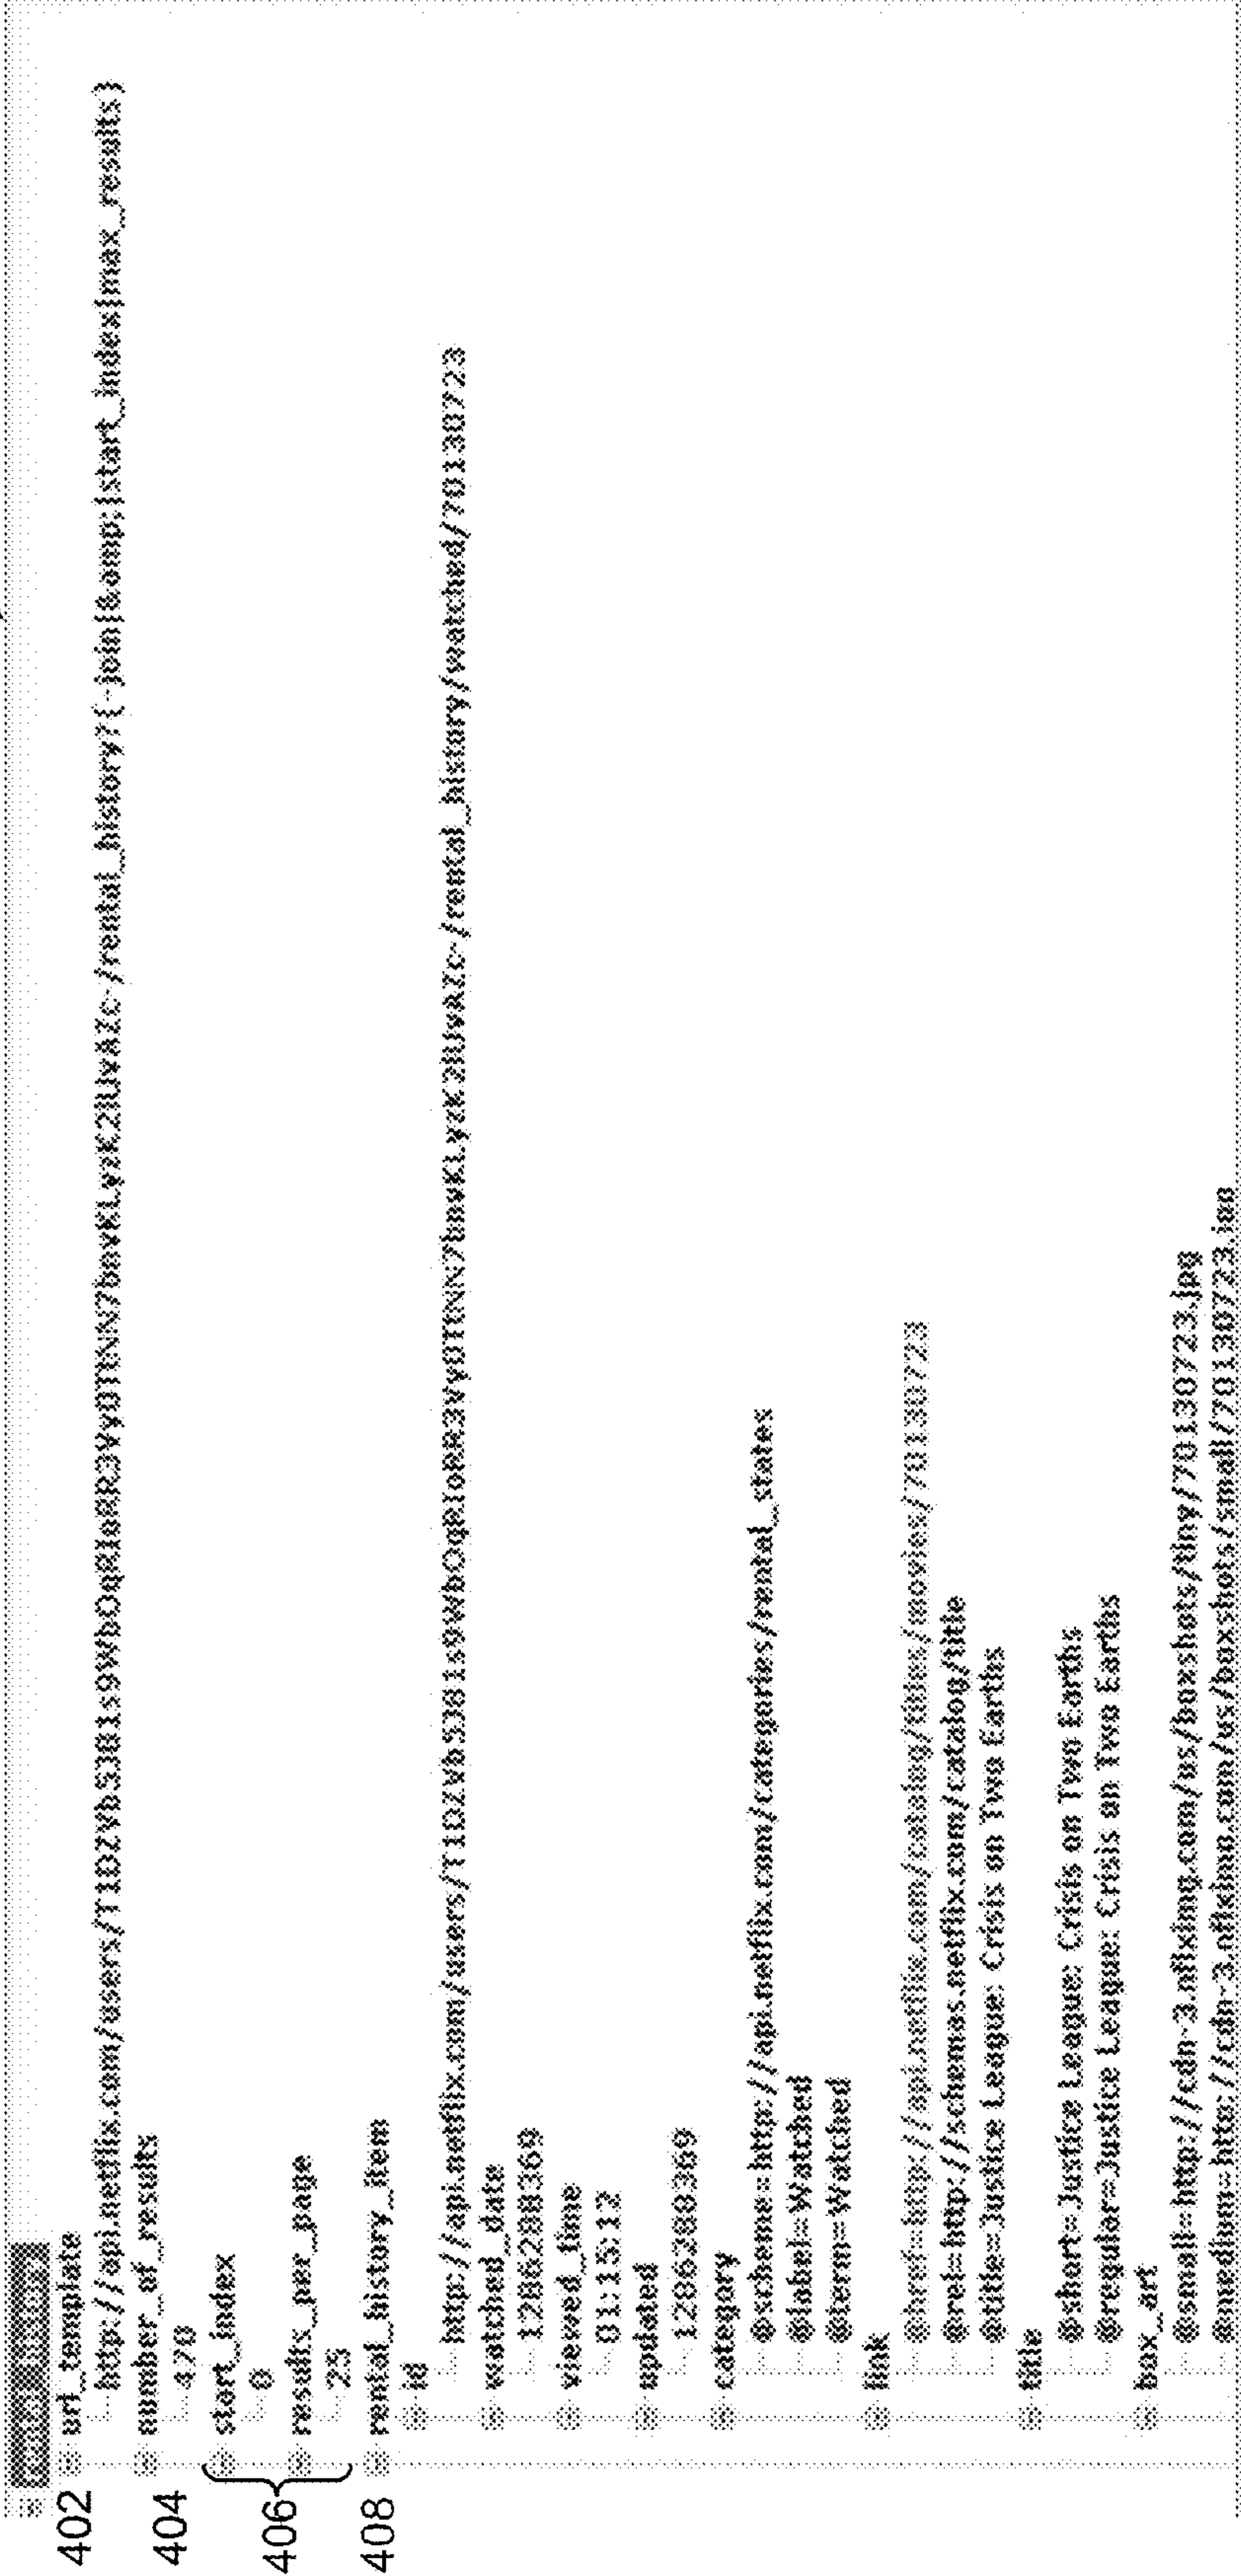 402 url_template
http://api.netflix.com/users/
/rental_history?{-join|&amp;|start_index|max_results}
404 number_of_results
470
406 start_index
0
results_per_page
25
408 rental_history_item
id
http://api.netflix.com/users/
/rental_history/watched/70130723
watched_date
1286288369
viewed_time
01:15:12
updated
1286288369
category
@scheme=http://api.netflix.com/categories/rental_states
@label=Watched
@term=Watched
link
@href=http://api.netflix.com/catalog/titles/movies/70130723
@rel=http://schemas.netflix.com/catalog/title
@title=Justice League: Crisis on Two Earths
title
@short=Justice League: Crisis on Two Earths
@regular=Justice League: Crisis on Two Earths
box_art
@small=http://cdn-3.nflximg.com/us/boxshots/tiny/70130723.jpg
@medium=http://cdn-3.nflximg.com/us/boxshots/small/70130723.jpg